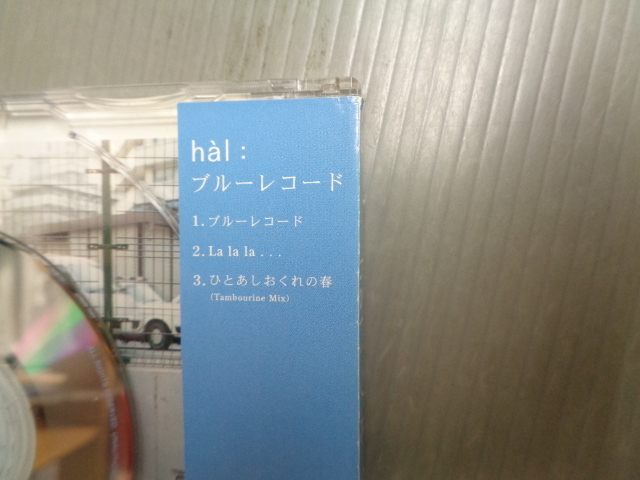 hàl :
ブルーレコード
1. ブルーレコード
2. La la la . . .
3. ひとあしおくれの春
(Tambourine Mix)